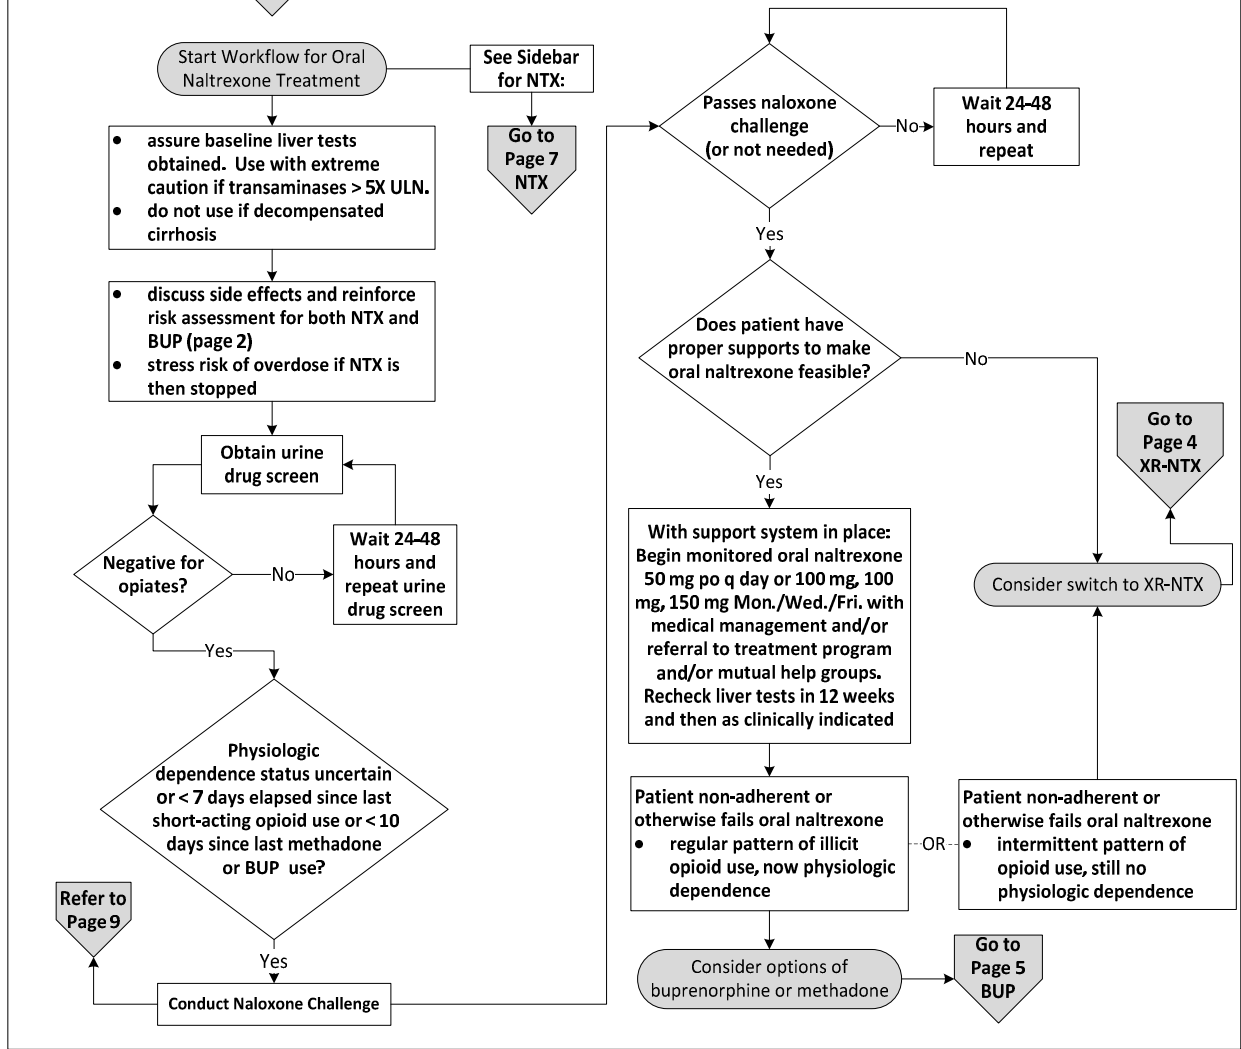 Start Workflow for Oral
Naltrexone Treatment
See Sidebar
for NTX:
Go to
Page 7
NTX
• assure baseline liver tests
obtained. Use with extreme
caution if transaminases > 5X ULN.
• do not use if decompensated
cirrhosis
• discuss side effects and reinforce
risk assessment for both NTX and
BUP (page 2)
• stress risk of overdose if NTX is
then stopped
Obtain urine
drug screen
Negative for
opiates?
No
Wait 24-48
hours and
repeat urine
drug screen
Yes
Physiologic
dependence status uncertain
or < 7 days elapsed since last
short-acting opioid use or < 10
days since last methadone
or BUP use?
Refer to
Page 9
Yes
Conduct Naloxone Challenge
Passes naloxone
challenge
(or not needed)
No
Wait 24-48
hours and
repeat
Yes
Does patient have
proper supports to make
oral naltrexone feasible?
No
Go to
Page 4
XR-NTX
Yes
With support system in place:
Begin monitored oral naltrexone
50 mg po q day or 100 mg, 100
mg, 150 mg Mon./Wed./Fri. with
medical management and/or
referral to treatment program
and/or mutual help groups.
Recheck liver tests in 12 weeks
and then as clinically indicated
Consider switch to XR-NTX
Patient non-adherent or
otherwise fails oral naltrexone
• regular pattern of illicit
opioid use, now physiologic
dependence
OR
Patient non-adherent or
otherwise fails oral naltrexone
• intermittent pattern of
opioid use, still no
physiologic dependence
Consider options of
buprenorphine or methadone
Go to
Page 5
BUP